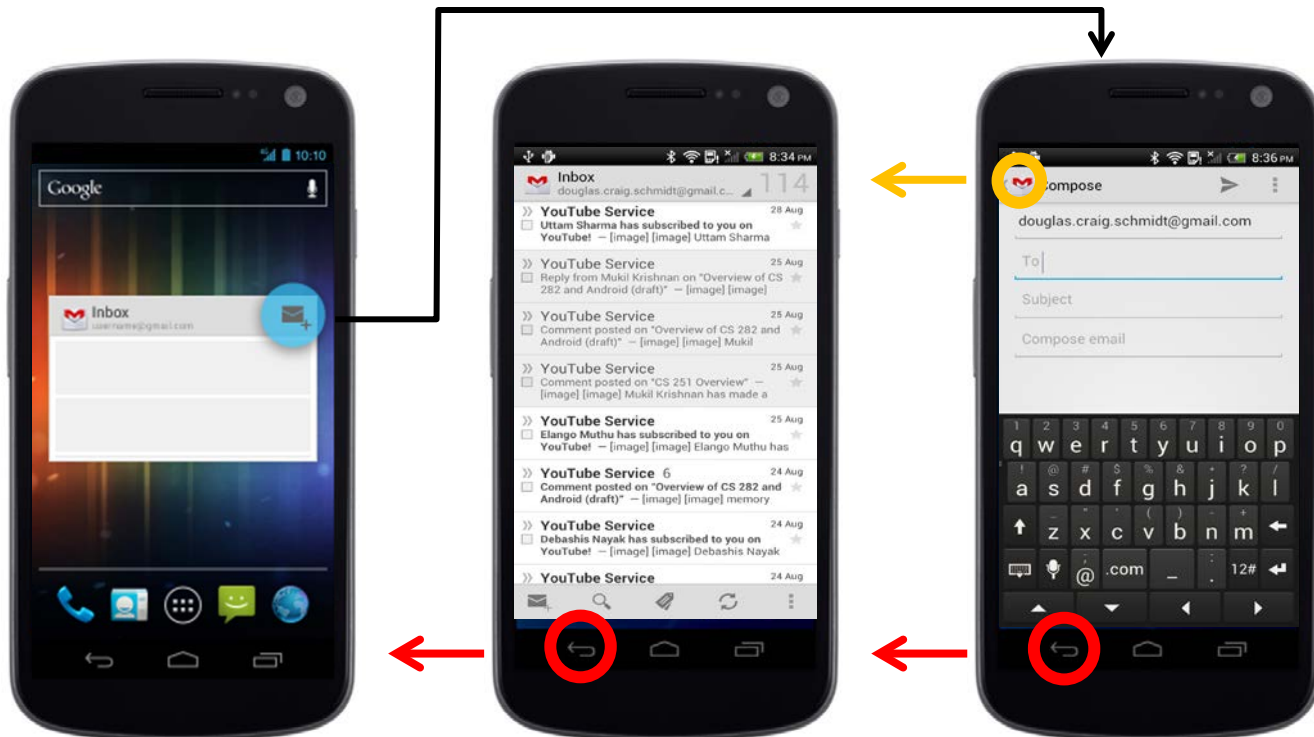 4G 10:10
Google
Inbox
username@gmail.com
8:34 PM
Inbox
114
douglas.craig.schmidt@gmail.c...
YouTube Service 28 Aug
Uttam Sharma has subscribed to you on
YouTube! – [image] [image] Uttam Sharma
YouTube Service 25 Aug
Reply from Mukil Krishnan on "Overview of CS
282 and Android (draft)" – [image] [image]
YouTube Service 25 Aug
Comment posted on "Overview of CS 282 and
Android (draft)" – [image] [image] Mukil
YouTube Service 25 Aug
Comment posted on "CS 251 Overview" –
[image] [image] Mukil Krishnan has made a
YouTube Service 25 Aug
Elango Muthu has subscribed to you on
YouTube! – [image] [image] Elango Muthu has
YouTube Service 6 24 Aug
Comment posted on "Overview of CS 282 and
Android (draft)" – [image] [image] memory
YouTube Service 24 Aug
Debashis Nayak has subscribed to you on
YouTube! – [image] [image] Debashis Nayak
YouTube Service 24 Aug
8:36 PM
Compose
douglas.craig.schmidt@gmail.com
To
Subject
Compose email
1 2 3 4 5 6 7 8 9 0
q w e r t y u i o p
! @ # $ % & * ? /
a s d f g h j k l
_ " ' ( ) - +
z x c v b n m
@ .com _ . 12#